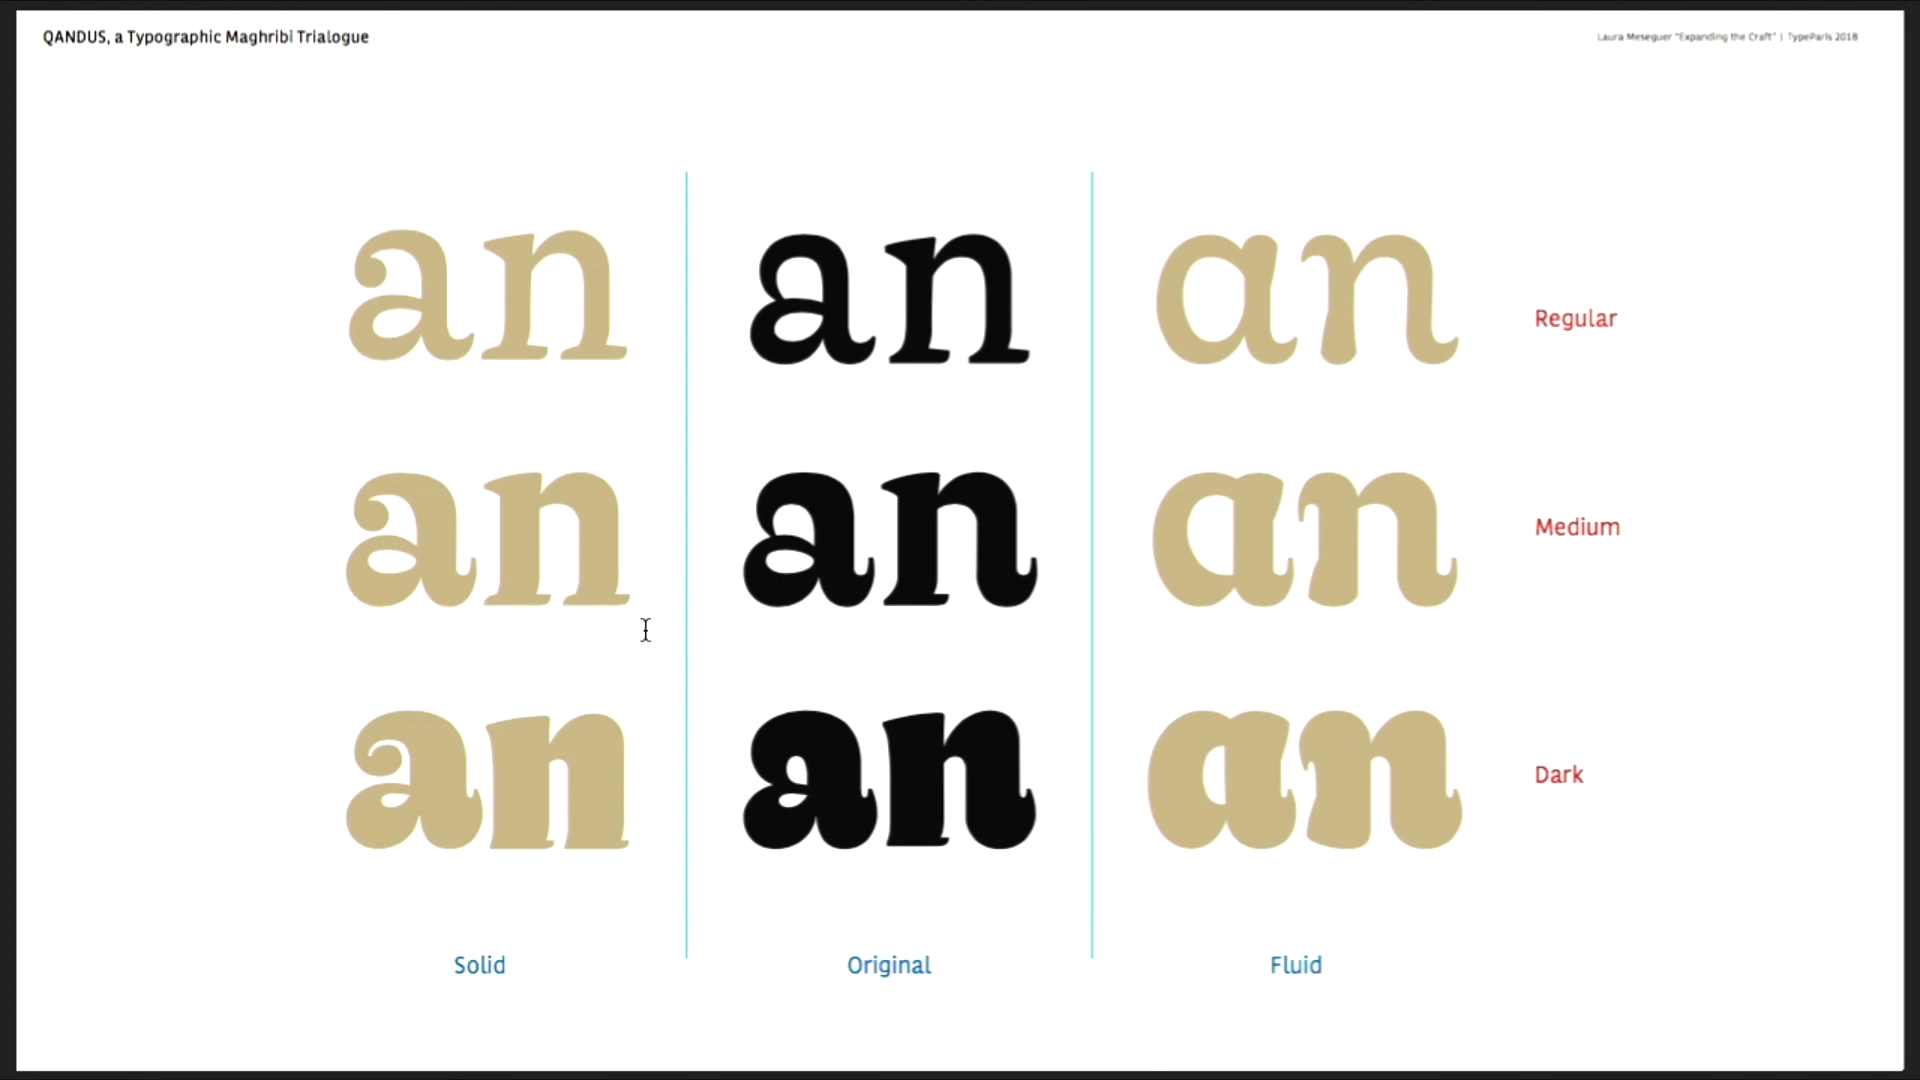 QANDUS, a Typographic Maghribi Trialogue
Laura Meseguer "Expanding the Craft" | TypeParis 2018
an an an Regular
an an an Medium
an an an Dark
Solid Original Fluid